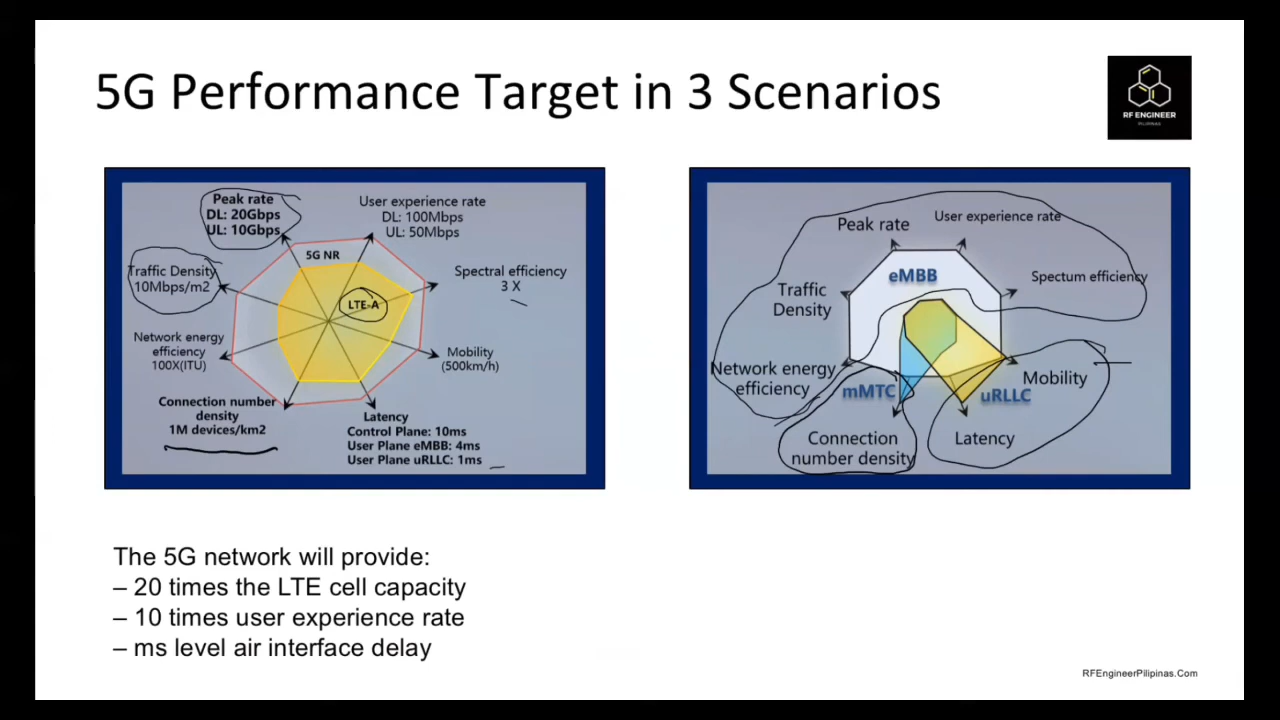 5G Performance Target in 3 Scenarios
RF ENGINEER
PILIPINAS
Peak rate
DL: 20Gbps
UL: 10Gbps
User experience rate
DL: 100Mbps
UL: 50Mbps
5G NR
Traffic Density
10Mbps/m2
LTE-A
Spectral efficiency
3 X
Network energy
efficiency
100X(ITU)
Mobility
(500km/h)
Connection number
density
1M devices/km2
Latency
Control Plane: 10ms
User Plane eMBB: 4ms
User Plane uRLLC: 1ms
Peak rate
User experience rate
eMBB
Spectrum efficiency
Traffic
Density
Network energy
efficiency
mMTC
uRLLC
Mobility
Connection
number density
Latency
The 5G network will provide:
– 20 times the LTE cell capacity
– 10 times user experience rate
– ms level air interface delay
RFEngineerPilipinas.Com